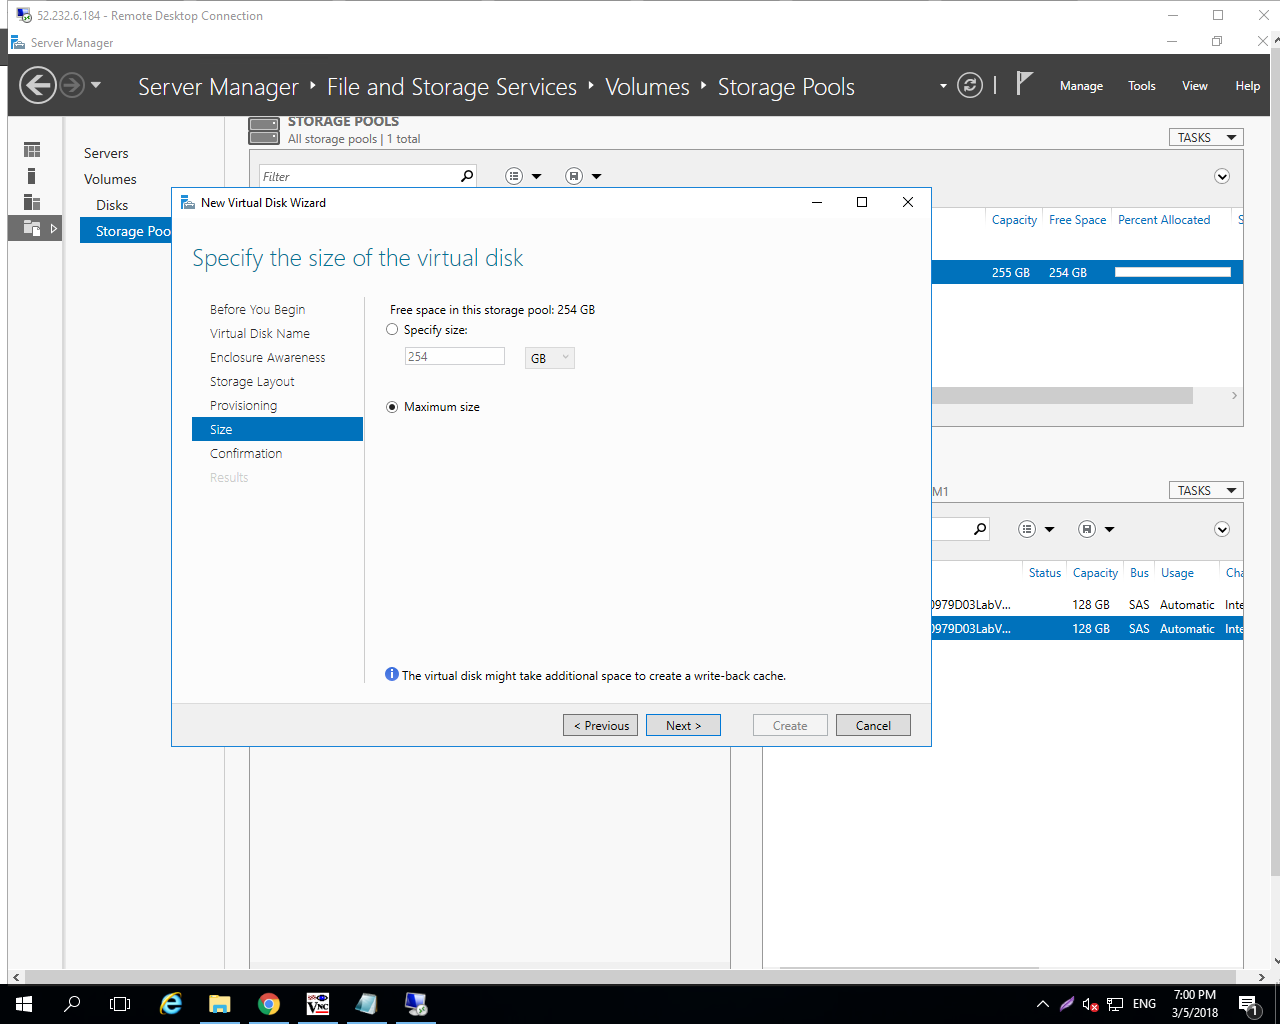 52.232.6.184 - Remote Desktop Connection
Server Manager
Server Manager ‣ File and Storage Services ‣ Volumes ‣ Storage Pools
Manage Tools View Help
Servers
Volumes
Disks
Storage Poo
STORAGE POOLS
All storage pools | 1 total
TASKS
Filter
Capacity Free Space Percent Allocated S
255 GB 254 GB
New Virtual Disk Wizard
Specify the size of the virtual disk
Before You Begin
Virtual Disk Name
Enclosure Awareness
Storage Layout
Provisioning
Size
Confirmation
Results
Free space in this storage pool: 254 GB
Specify size:
254 GB
Maximum size
The virtual disk might take additional space to create a write-back cache.
< Previous Next > Create Cancel
M1
TASKS
Status Capacity Bus Usage Cha
0979D03LabV... 128 GB SAS Automatic Inte
0979D03LabV... 128 GB SAS Automatic Inte
VNC
ENG
7:00 PM
3/5/2018
1